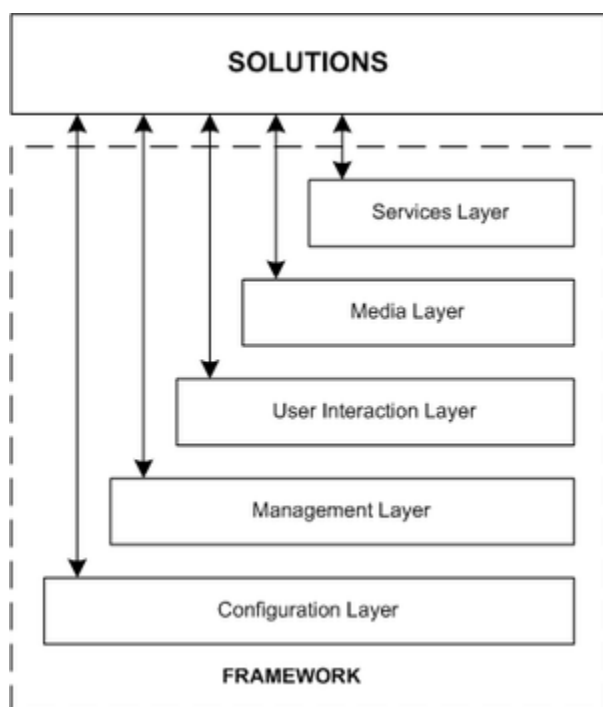 SOLUTIONS
Services Layer
Media Layer
User Interaction Layer
Management Layer
Configuration Layer
FRAMEWORK